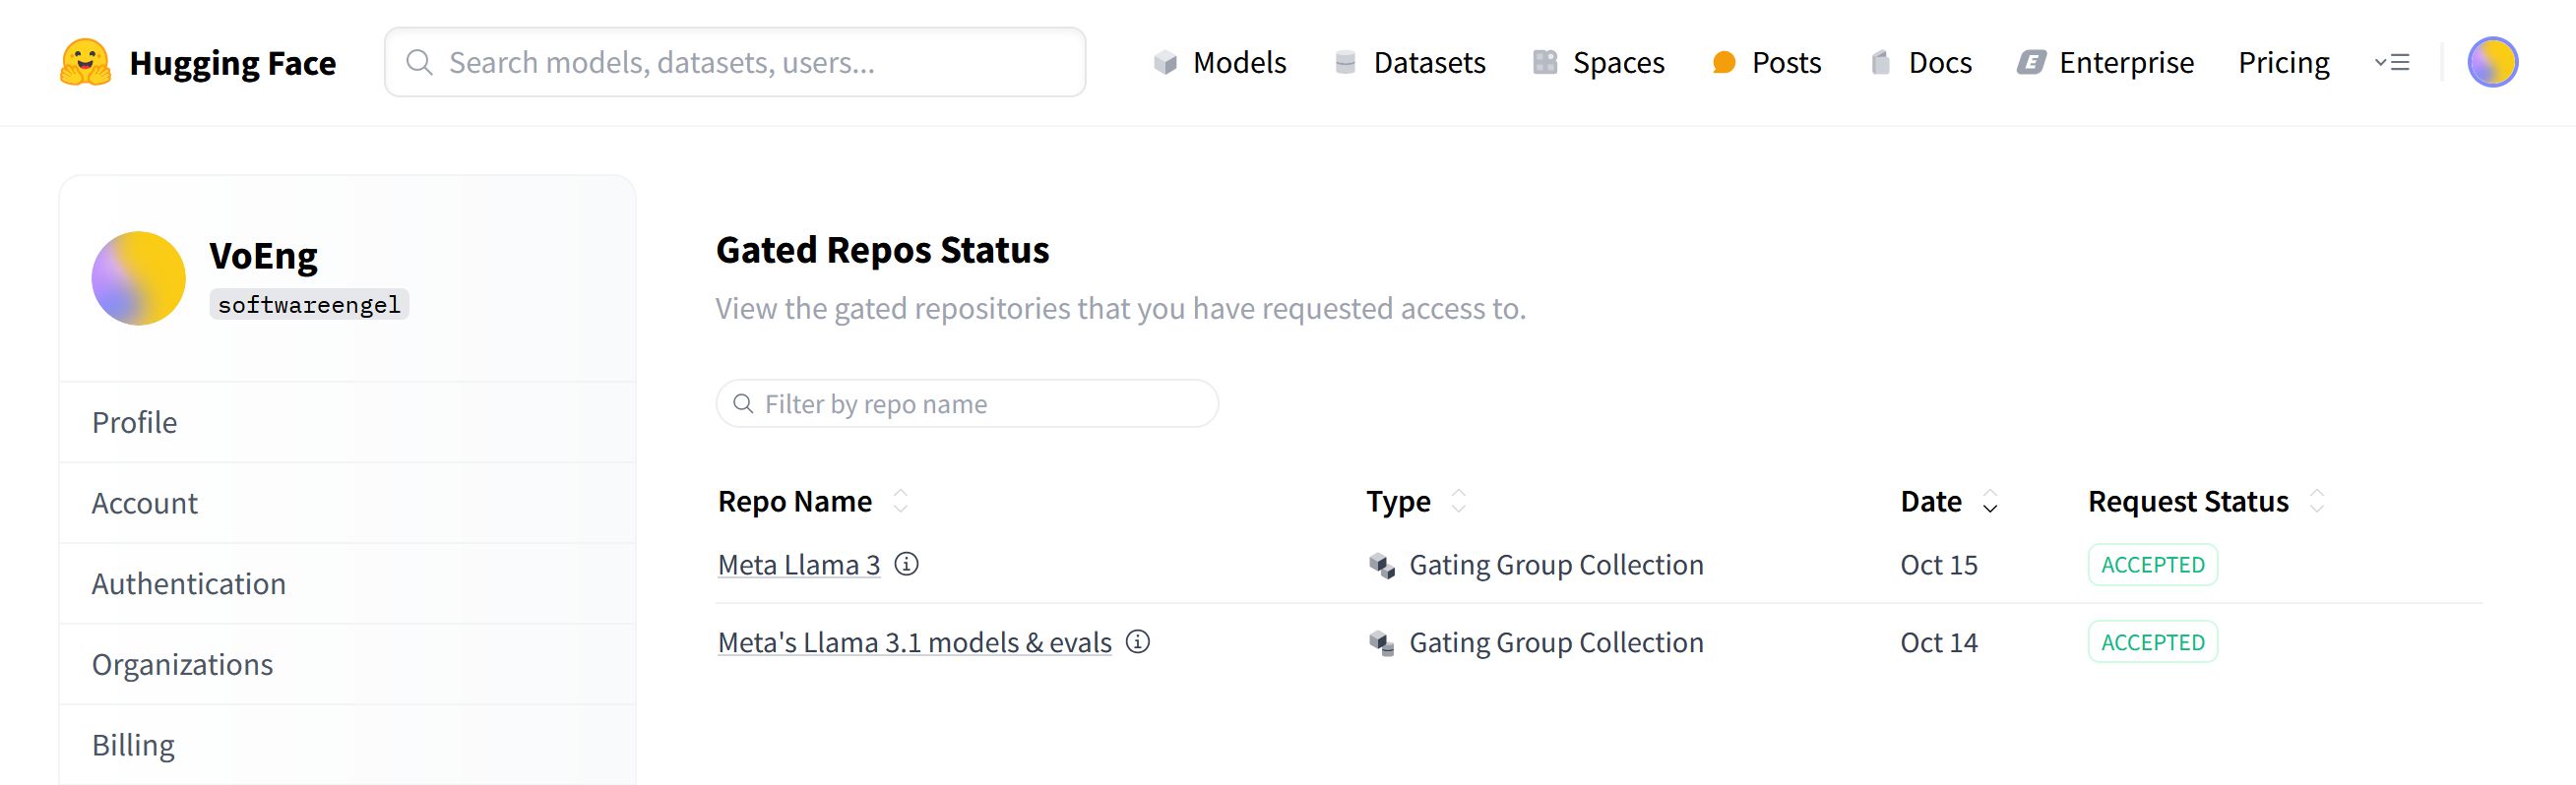 Hugging Face
Search models, datasets, users...
Models
Datasets
Spaces
Posts
Docs
Enterprise
Pricing
VoEng
softwareengel
Profile
Account
Authentication
Organizations
Billing
Gated Repos Status
View the gated repositories that you have requested access to.
Filter by repo name
Repo Name Type Date Request Status
Meta Llama 3 Gating Group Collection Oct 15 ACCEPTED
Meta's Llama 3.1 models & evals Gating Group Collection Oct 14 ACCEPTED